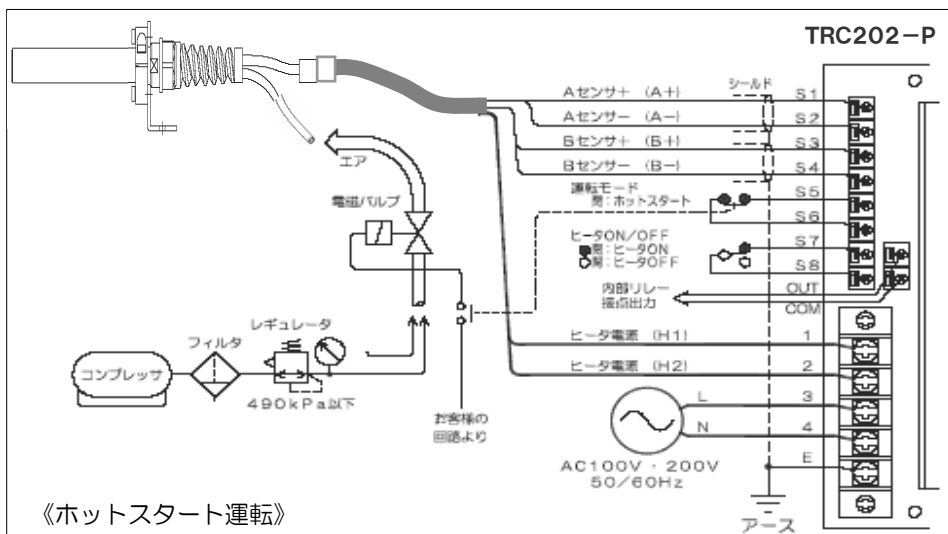 TRC202-P
Aセンサ+ (A+)
シールド
S1
Aセンサー (A-)
S2
Bセンサ+ (B+)
S3
Bセンサー (B-)
S4
エア
運転モード
閉:ホットスタート
S5
S6
電磁バルブ
ヒータON/OFF
閉:ヒータON
開:ヒータOFF
S7
S8
内部リレー
接点出力
OUT
COM
レギュレータ
フィルタ
コンプレッサ
490kPa以下
お客様の
回路より
ヒータ電源 (H1)
1
ヒータ電源 (H2)
2
L
3
N
4
E
AC100V・200V
50/60Hz
アース
《ホットスタート運転》